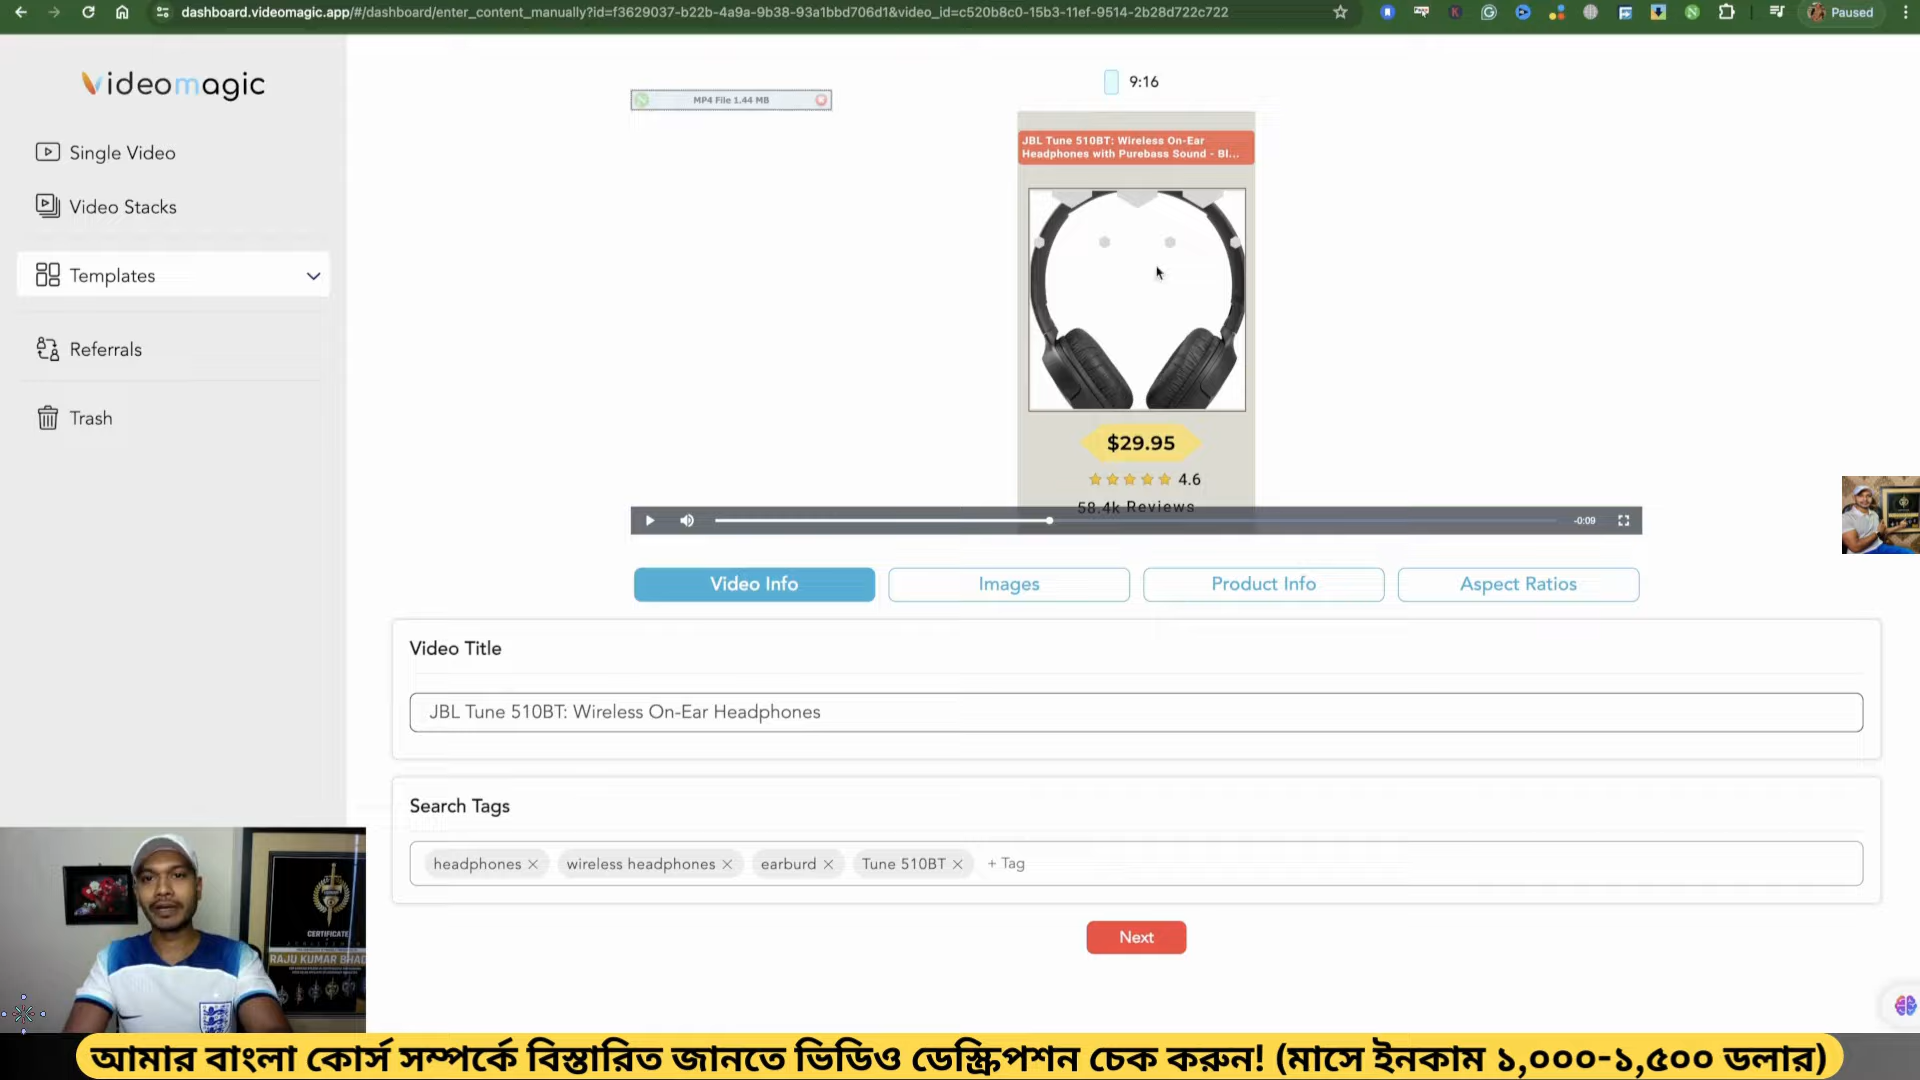 dashboard.videomagic.app/#/dashboard/enter_content_manually?id=f3629037-b22b-4a9a-9b38-93a1bbd706d1&video_id=c520b8c0-15b3-11ef-9514-2b28d722c722
Paused
videomagic
Single Video
Video Stacks
Templates
Referrals
Trash
9:16
MP4 File 1.44 MB
JBL Tune 510BT: Wireless On-Ear
Headphones with Purebass Sound - Bl...
$29.95
4.6
58.4k Reviews
-0:09
Video Info
Images
Product Info
Aspect Ratios
Video Title
JBL Tune 510BT: Wireless On-Ear Headphones
Search Tags
headphones
wireless headphones
earburd
Tune 510BT
+ Tag
Next
CERTIFICATE
RAJU KUMAR BHAD
আমার বাংলা কোর্স সম্পর্কে বিস্তারিত জানতে ভিডিও ডেস্ক্রিপশন চেক করুন! (মাসে ইনকাম ১,০০০-১,৫০০ ডলার)